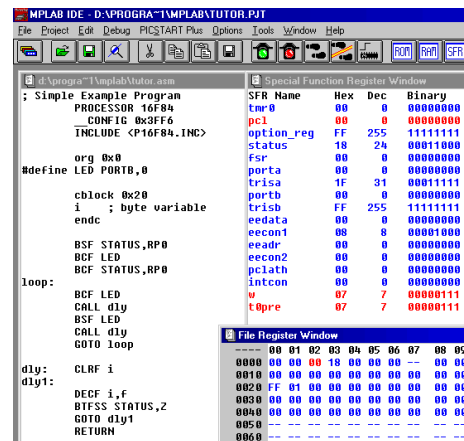 MPLAB IDE - D:\PROGRA~1\MPLAB\TUTOR.PJT
File Project Edit Debug PICSTART Plus Options Tools Window Help
ROM RAM SFR
d:\progra~1\mplab\tutor.asm
; Simple Example Program
PROCESSOR 16F84
__CONFIG 0x3FF6
INCLUDE <P16F84.INC>
org 0x0
#define LED PORTB,0
cblock 0x20
i ; byte variable
endc
BSF STATUS,RP0
BCF LED
BCF STATUS,RP0
loop:
BCF LED
CALL dly
BSF LED
CALL dly
GOTO loop
dly: CLRF i
dly1:
DECF i,f
BTFSS STATUS,Z
GOTO dly1
RETURN
Special Function Register Window
SFR Name Hex Dec Binary
tmr0 00 0 00000000
pcl 00 0 00000000
option_reg FF 255 11111111
status 18 24 00011000
fsr 00 0 00000000
porta 00 0 00000000
trisa 1F 31 00011111
portb 00 0 00000000
trisb FF 255 11111111
eedata 00 0 00000000
eecon1 08 8 00001000
eeadr 00 0 00000000
eecon2 00 0 00000000
pclath 00 0 00000000
intcon 00 0 00000000
w 07 7 00000111
t0pre 07 7 00000111
File Register Window
---- 00 01 02 03 04 05 06 07 08 09
0000 00 00 00 18 00 00 00 -- 00 00
0010 00 00 00 00 00 00 00 00 00 00
0020 FF 01 00 00 00 00 00 00 00 00
0030 00 00 00 00 00 00 00 00 00 00
0040 00 00 00 00 00 00 00 00 00 00
0050 -- -- -- -- -- -- -- -- -- --
0060 -- -- -- -- -- -- -- -- -- --